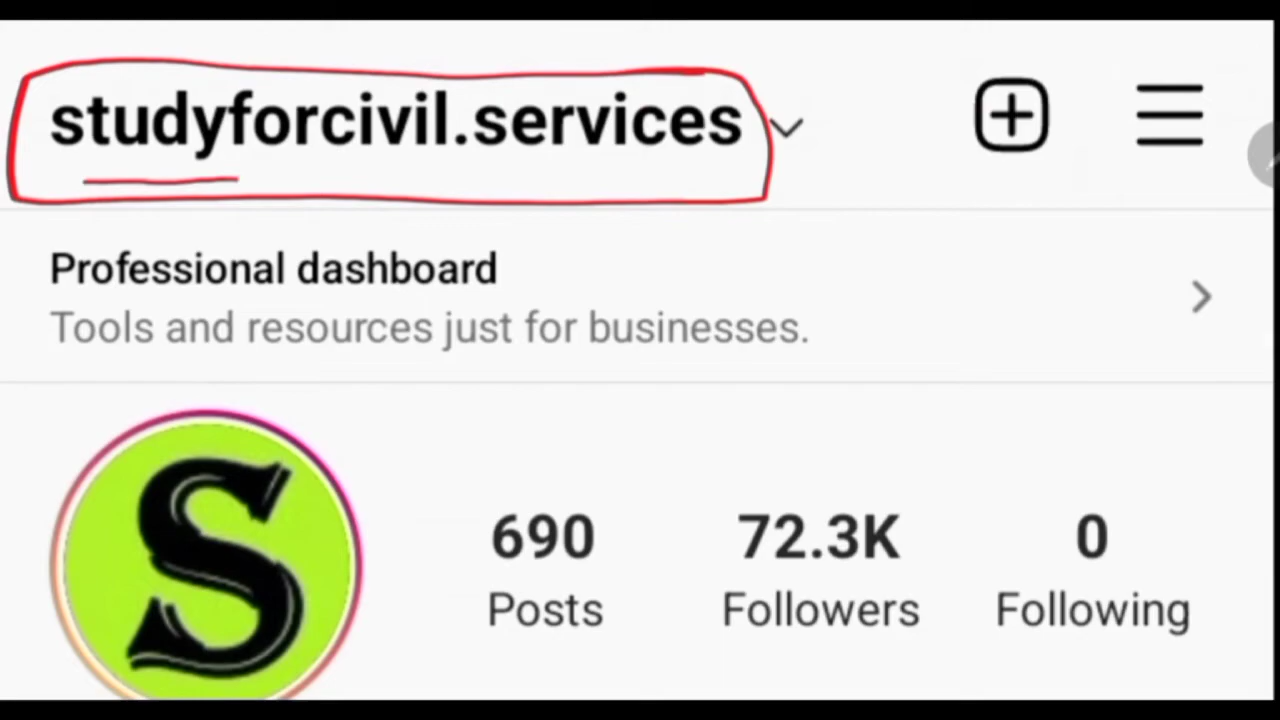 studyforcivil.services
Professional dashboard
Tools and resources just for businesses.
S
690 72.3K 0
Posts Followers Following